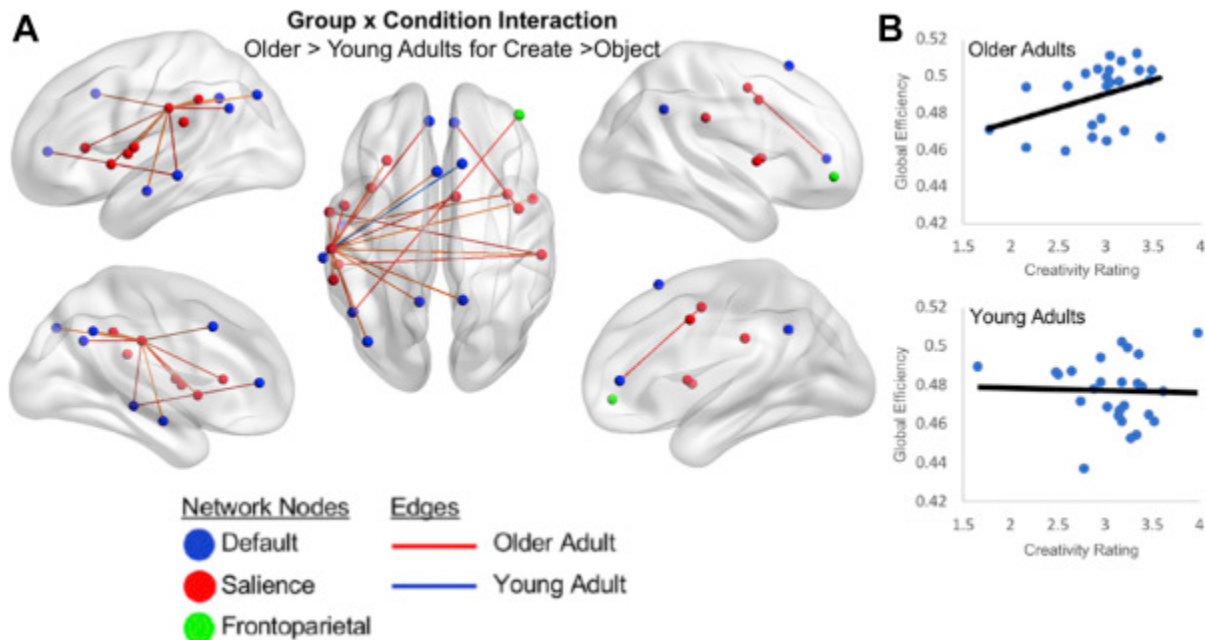 A
Group x Condition Interaction
Older > Young Adults for Create >Object
Network Nodes
Default
Salience
Frontoparietal
Edges
Older Adult
Young Adult
B
Older Adults
Global Efficiency
0.52
0.5
0.48
0.46
0.44
0.42
1.5 2 2.5 3 3.5 4
Creativity Rating
Young Adults
Global Efficiency
0.52
0.5
0.48
0.46
0.44
0.42
1.5 2 2.5 3 3.5 4
Creativity Rating